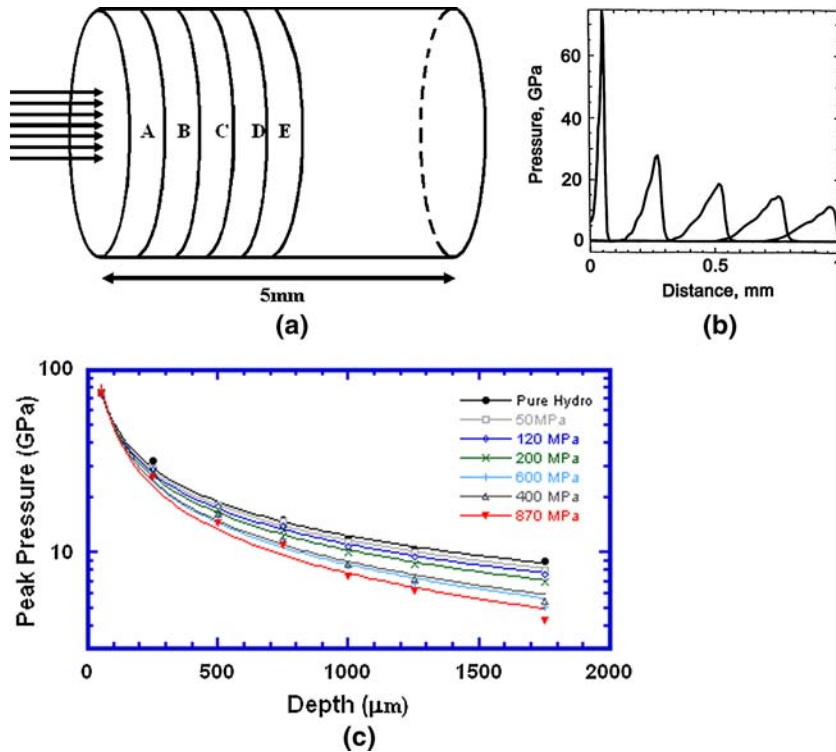 A B C D E
5mm
(a)
Pressure, GPa
60
40
20
0
0 0.5 1
Distance, mm
(b)
Peak Pressure (GPa)
100
10
Pure Hydro
50MPa
120 MPa
200 MPa
600 MPa
400 MPa
870 MPa
0 500 1000 1500 2000
Depth (μm)
(c)